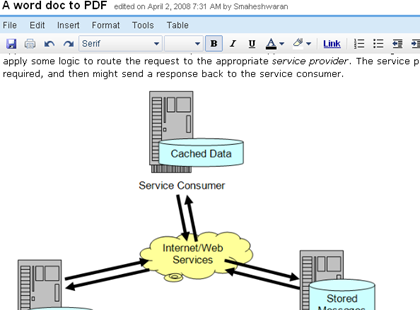 A word doc to PDF edited on April 2, 2008 7:31 AM by Smaheshwaran
File Edit Insert Format Tools Table
Serif B I U A Link
apply some logic to route the request to the appropriate service provider. The service p
required, and then might send a response back to the service consumer.
Cached Data
Service Consumer
Internet/Web
Services
Stored
Messages